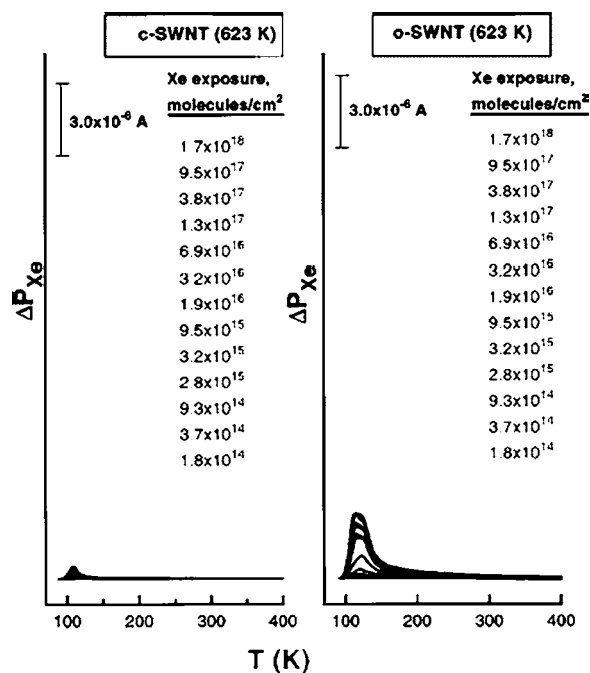 c-SWNT (623 K)
Xe exposure,
molecules/cm²
3.0x10⁻⁶ A
1.7x10¹⁸
9.5x10¹⁷
3.8x10¹⁷
1.3x10¹⁷
6.9x10¹⁶
3.2x10¹⁶
1.9x10¹⁶
9.5x10¹⁵
3.2x10¹⁵
2.8x10¹⁵
9.3x10¹⁴
3.7x10¹⁴
1.8x10¹⁴
ΔP_Xe
100 200 300 400
o-SWNT (623 K)
Xe exposure,
molecules/cm²
3.0x10⁻⁶ A
1.7x10¹⁸
9.5x10¹⁷
3.8x10¹⁷
1.3x10¹⁷
6.9x10¹⁶
3.2x10¹⁶
1.9x10¹⁶
9.5x10¹⁵
3.2x10¹⁵
2.8x10¹⁵
9.3x10¹⁴
3.7x10¹⁴
1.8x10¹⁴
ΔP_Xe
100 200 300 400
T (K)